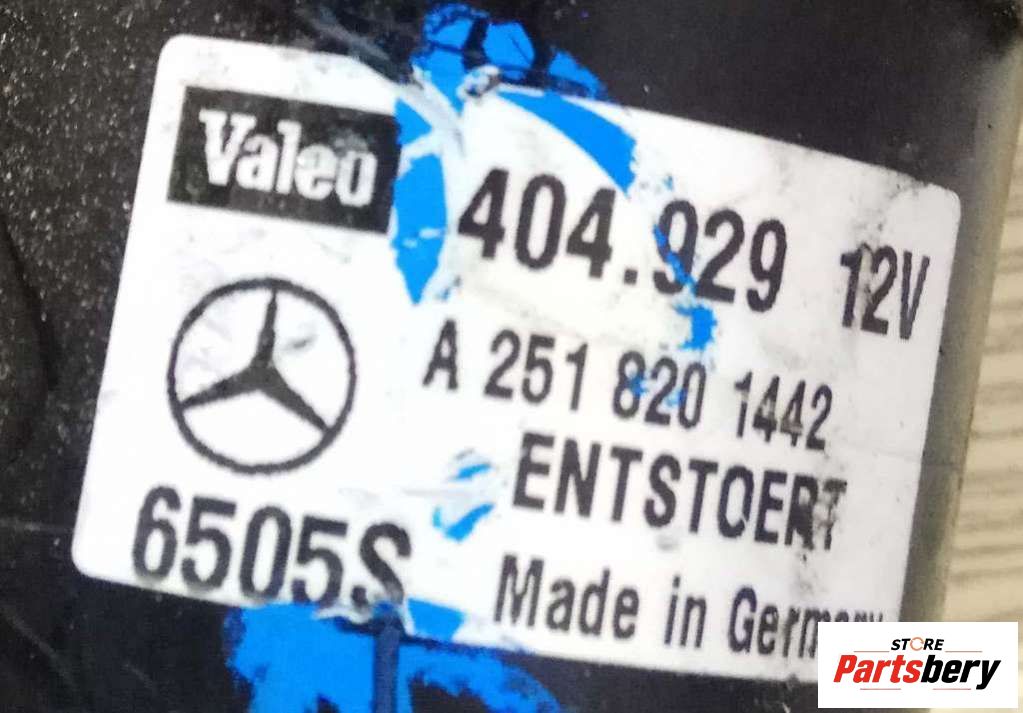 Valeo
404.929 12V
A 251 820 1442
ENTSTOERT
6505S
Made in Germany
STORE
Partsbery